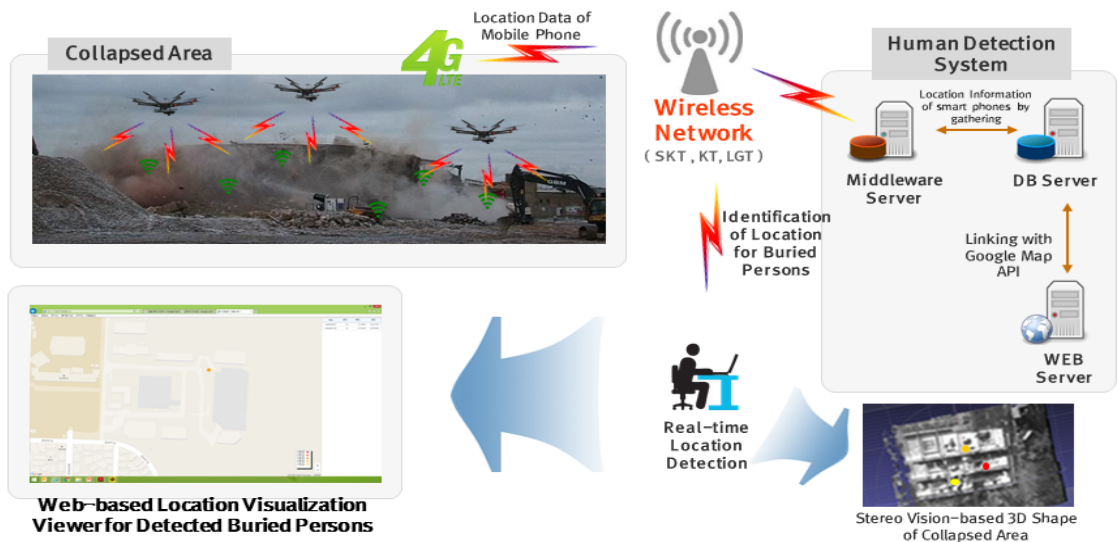 Collapsed Area
4G
LTE
Location Data of
Mobile Phone
Wireless
Network
( SKT , KT, LGT )
Human Detection
System
Location Information
of smart phones by
gathering
Middleware
Server
DB Server
Identification
of Location
for Buried
Persons
Linking with
Google Map
API
WEB
Server
Real-time
Location
Detection
Web-based Location Visualization
Viewer for Detected Buried Persons
Stereo Vision-based 3D Shape
of Collapsed Area